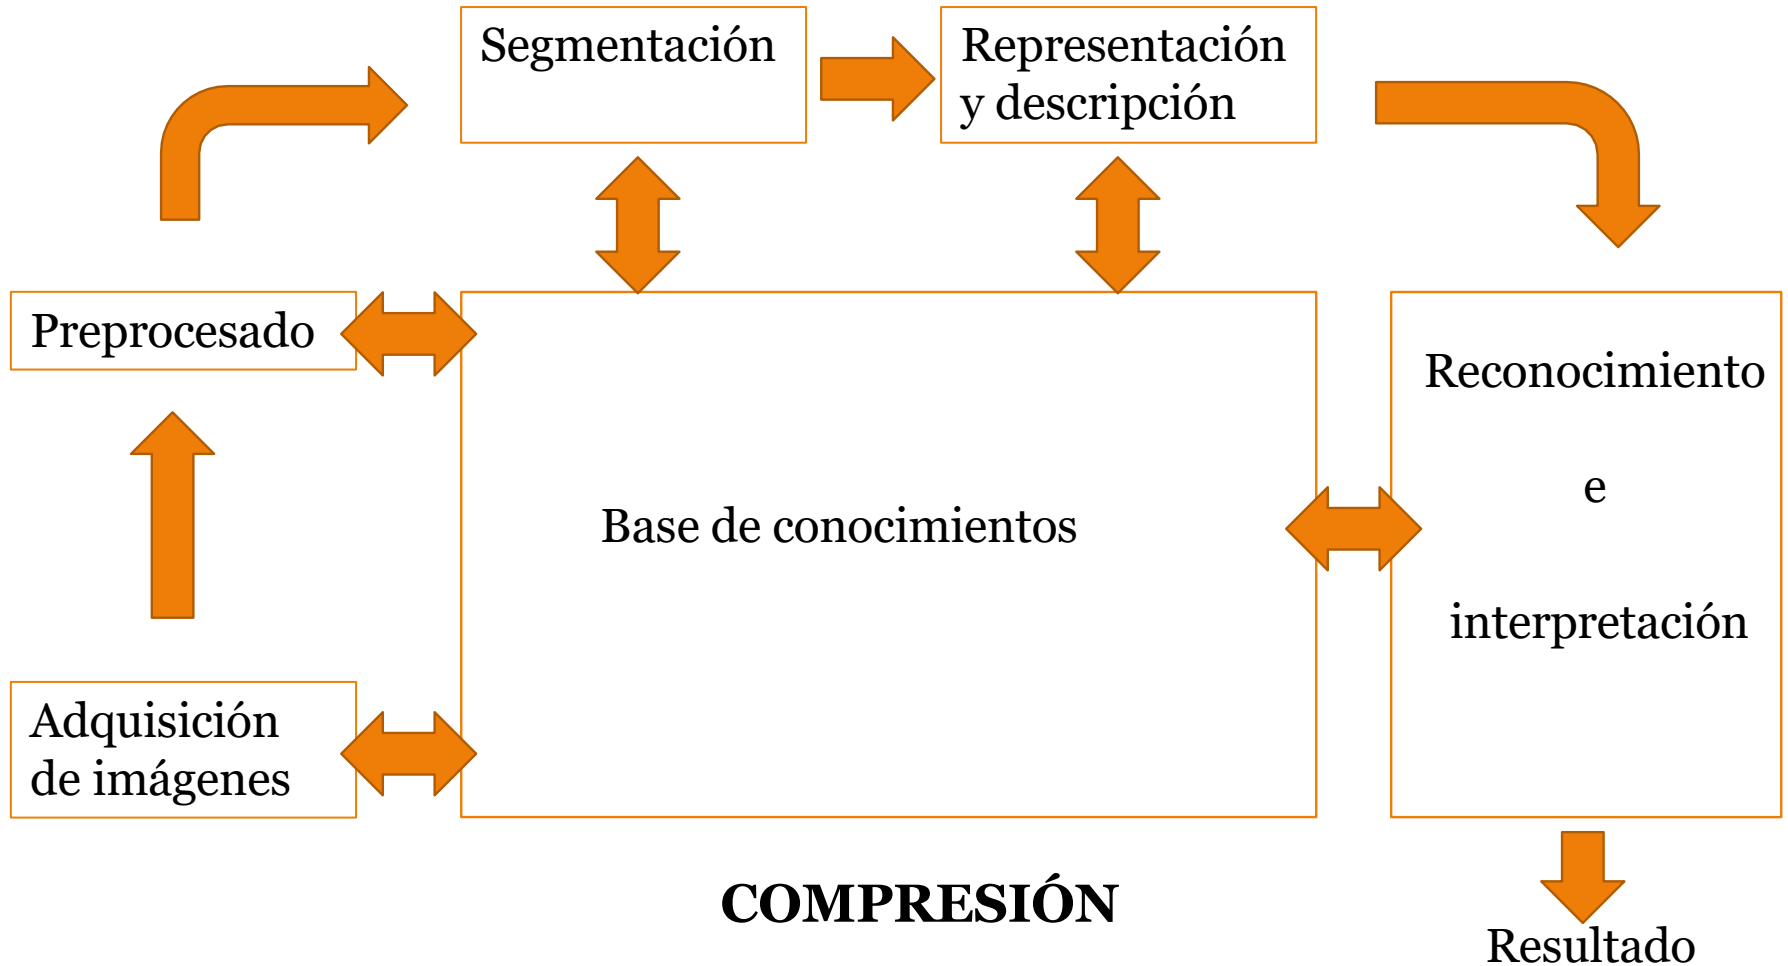 Segmentación
Representación
y descripción
Preprocesado
Reconocimiento
e
interpretación
Base de conocimientos
Adquisición
de imágenes
COMPRESIÓN
Resultado